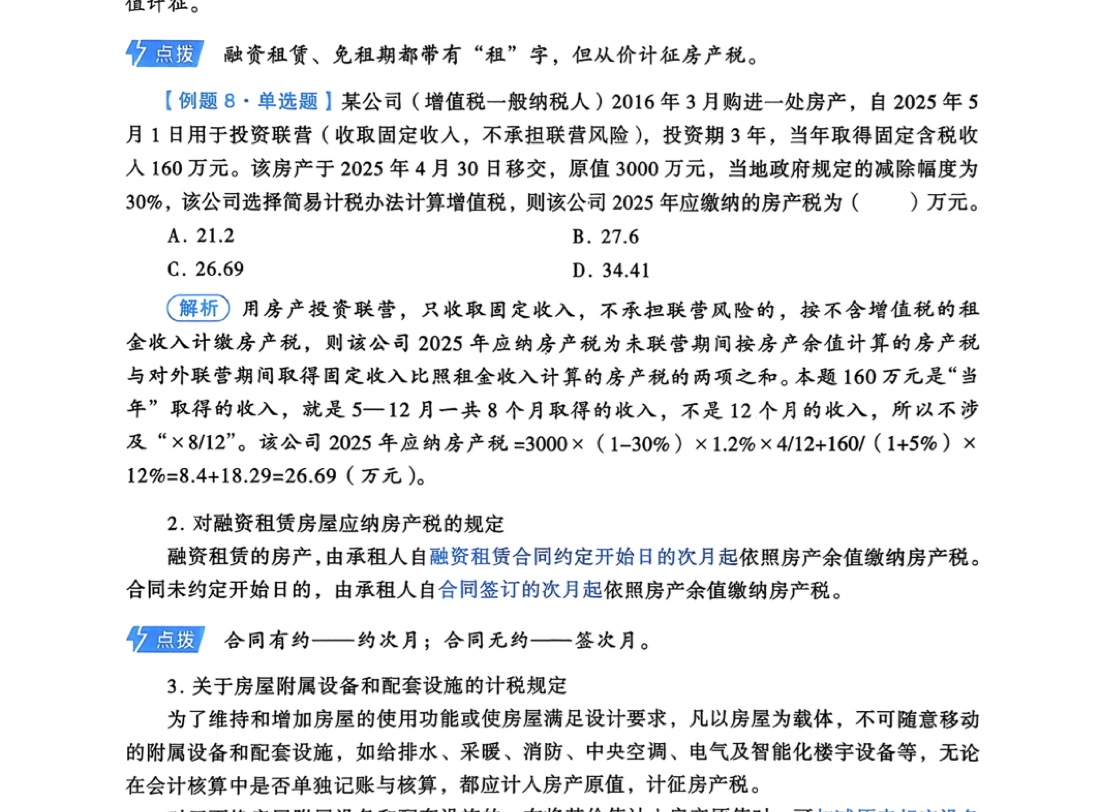 值计征。
点拨 融资租赁、免租期都带有“租”字，但从价计征房产税。
【例题8·单选题】某公司（增值税一般纳税人）2016年3月购进一处房产，自2025年5
月1日用于投资联营（收取固定收入，不承担联营风险），投资期3年，当年取得固定含税收
入160万元。该房产于2025年4月30日移交，原值3000万元，当地政府规定的减除幅度为
30%，该公司选择简易计税办法计算增值税，则该公司2025年应缴纳的房产税为（  ）万元。
A. 21.2 B. 27.6
C. 26.69 D. 34.41
解析 用房产投资联营，只收取固定收入，不承担联营风险的，按不含增值税的租
金收入计缴房产税，则该公司2025年应纳房产税为未联营期间按房产余值计算的房产税
与对外联营期间取得固定收入比照租金收入计算的房产税的两项之和。本题160万元是“当
年”取得的收入，就是5—12月一共8个月取得的收入，不是12个月的收入，所以不涉
及“×8/12”。该公司2025年应纳房产税=3000×（1-30%）×1.2%×4/12+160/（1+5%）×
12%=8.4+18.29=26.69（万元）。
2. 对融资租赁房屋应纳房产税的规定
融资租赁的房产，由承租人自融资租赁合同约定开始日的次月起依照房产余值缴纳房产税。
合同未约定开始日的，由承租人自合同签订的次月起依照房产余值缴纳房产税。
点拨 合同有约——约次月；合同无约——签次月。
3. 关于房屋附属设备和配套设施的计税规定
为了维持和增加房屋的使用功能或使房屋满足设计要求，凡以房屋为载体，不可随意移动
的附属设备和配套设施，如给排水、采暖、消防、中央空调、电气及智能化楼宇设备等，无论
在会计核算中是否单独记账与核算，都应计入房产原值，计征房产税。